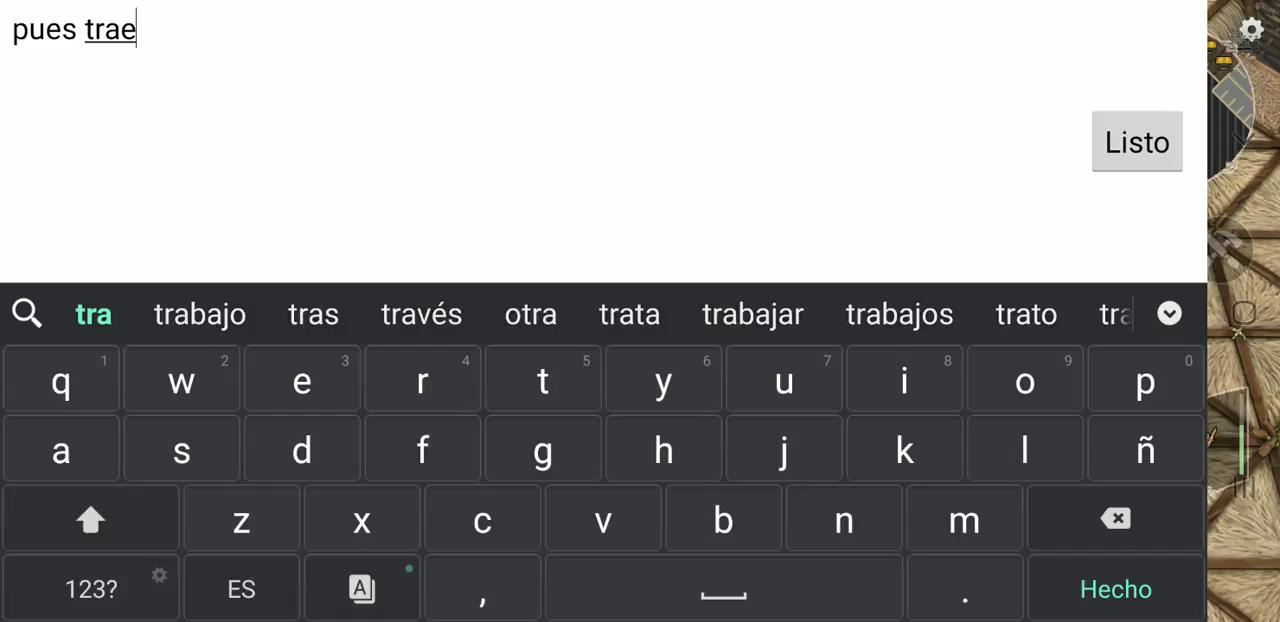 pues trae
Listo
tra trabajo tras través otra trata trabajar trabajos trato tra
1 2 3 4 5 6 7 8 9 0
q w e r t y u i o p
a s d f g h j k l ñ
z x c v b n m
123? ES A , . Hecho